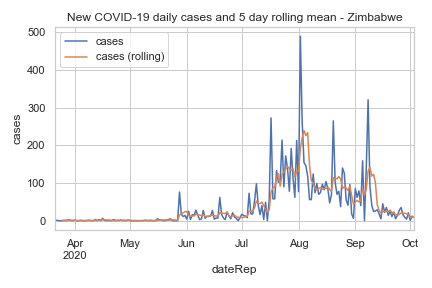 New COVID-19 daily cases and 5 day rolling mean - Zimbabwe
cases
cases (rolling)
500
400
300
200
100
0
cases
Apr May Jun Jul Aug Sep Oct
2020
dateRep